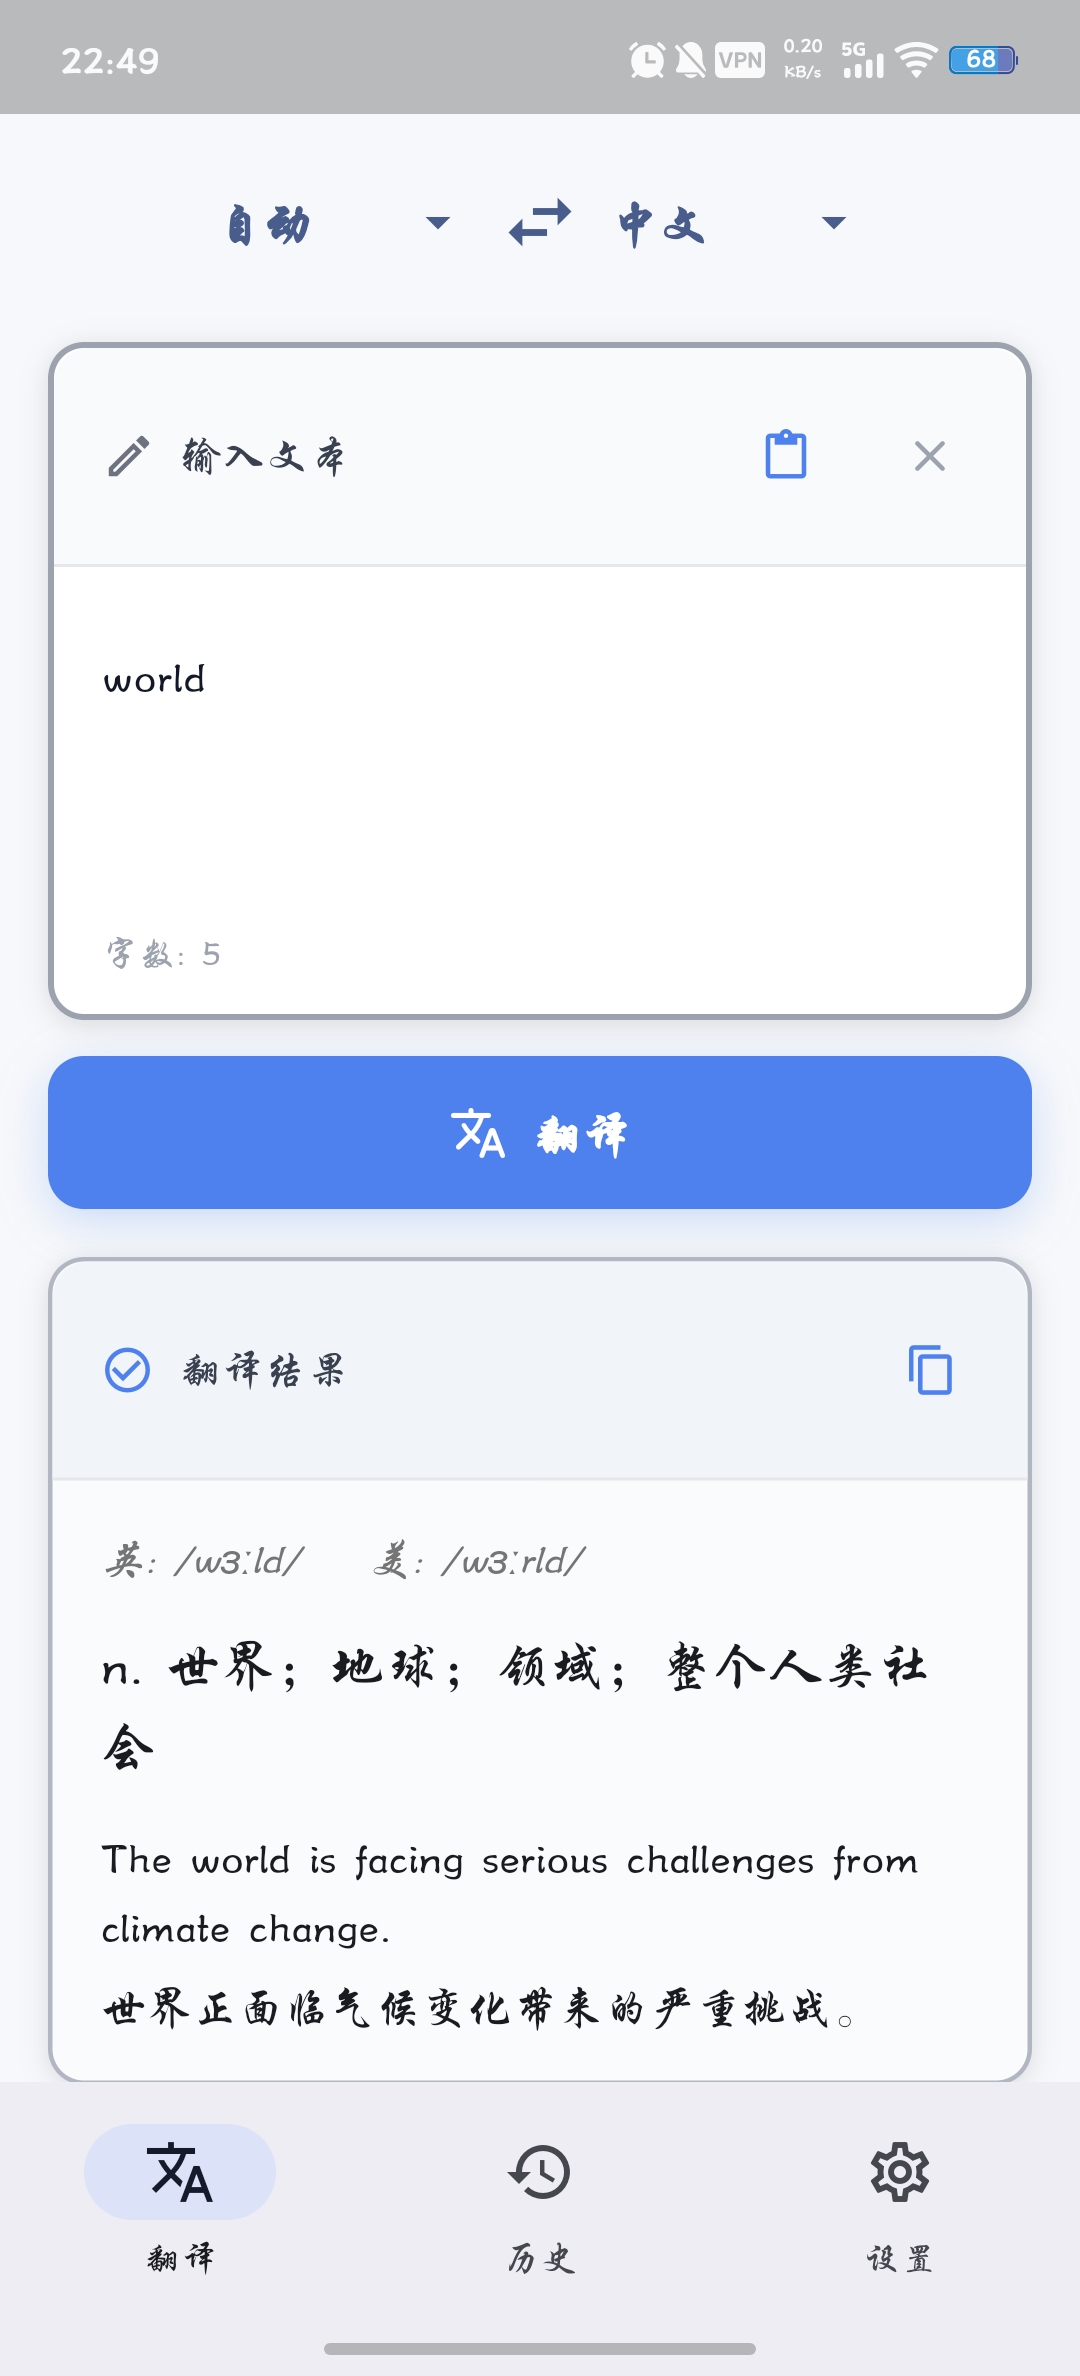 22:49
VPN 0.20 KB/s 5G 68
自动 中文
输入文本
world
字数: 5
翻译
翻译结果
英: /wɜːld/ 美: /wɜːrld/
n. 世界；地球；领域；整个人类社
会
The world is facing serious challenges from
climate change.
世界正面临气候变化带来的严重挑战。
翻译 历史 设置